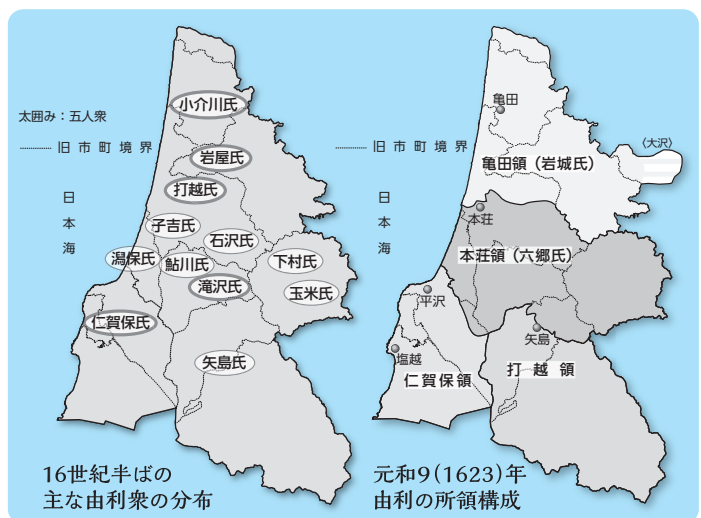 太囲み：五人衆
旧市町境界
日本海
小介川氏
岩屋氏
打越氏
子吉氏
石沢氏
潟保氏
鮎川氏
下村氏
滝沢氏
玉米氏
仁賀保氏
矢島氏
16世紀半ばの
主な由利衆の分布
旧市町境界
日本海
亀田
〈大沢〉
亀田領（岩城氏）
本荘
本荘領（六郷氏）
平沢
矢島
塩越
打越領
仁賀保領
元和9（1623）年
由利の所領構成